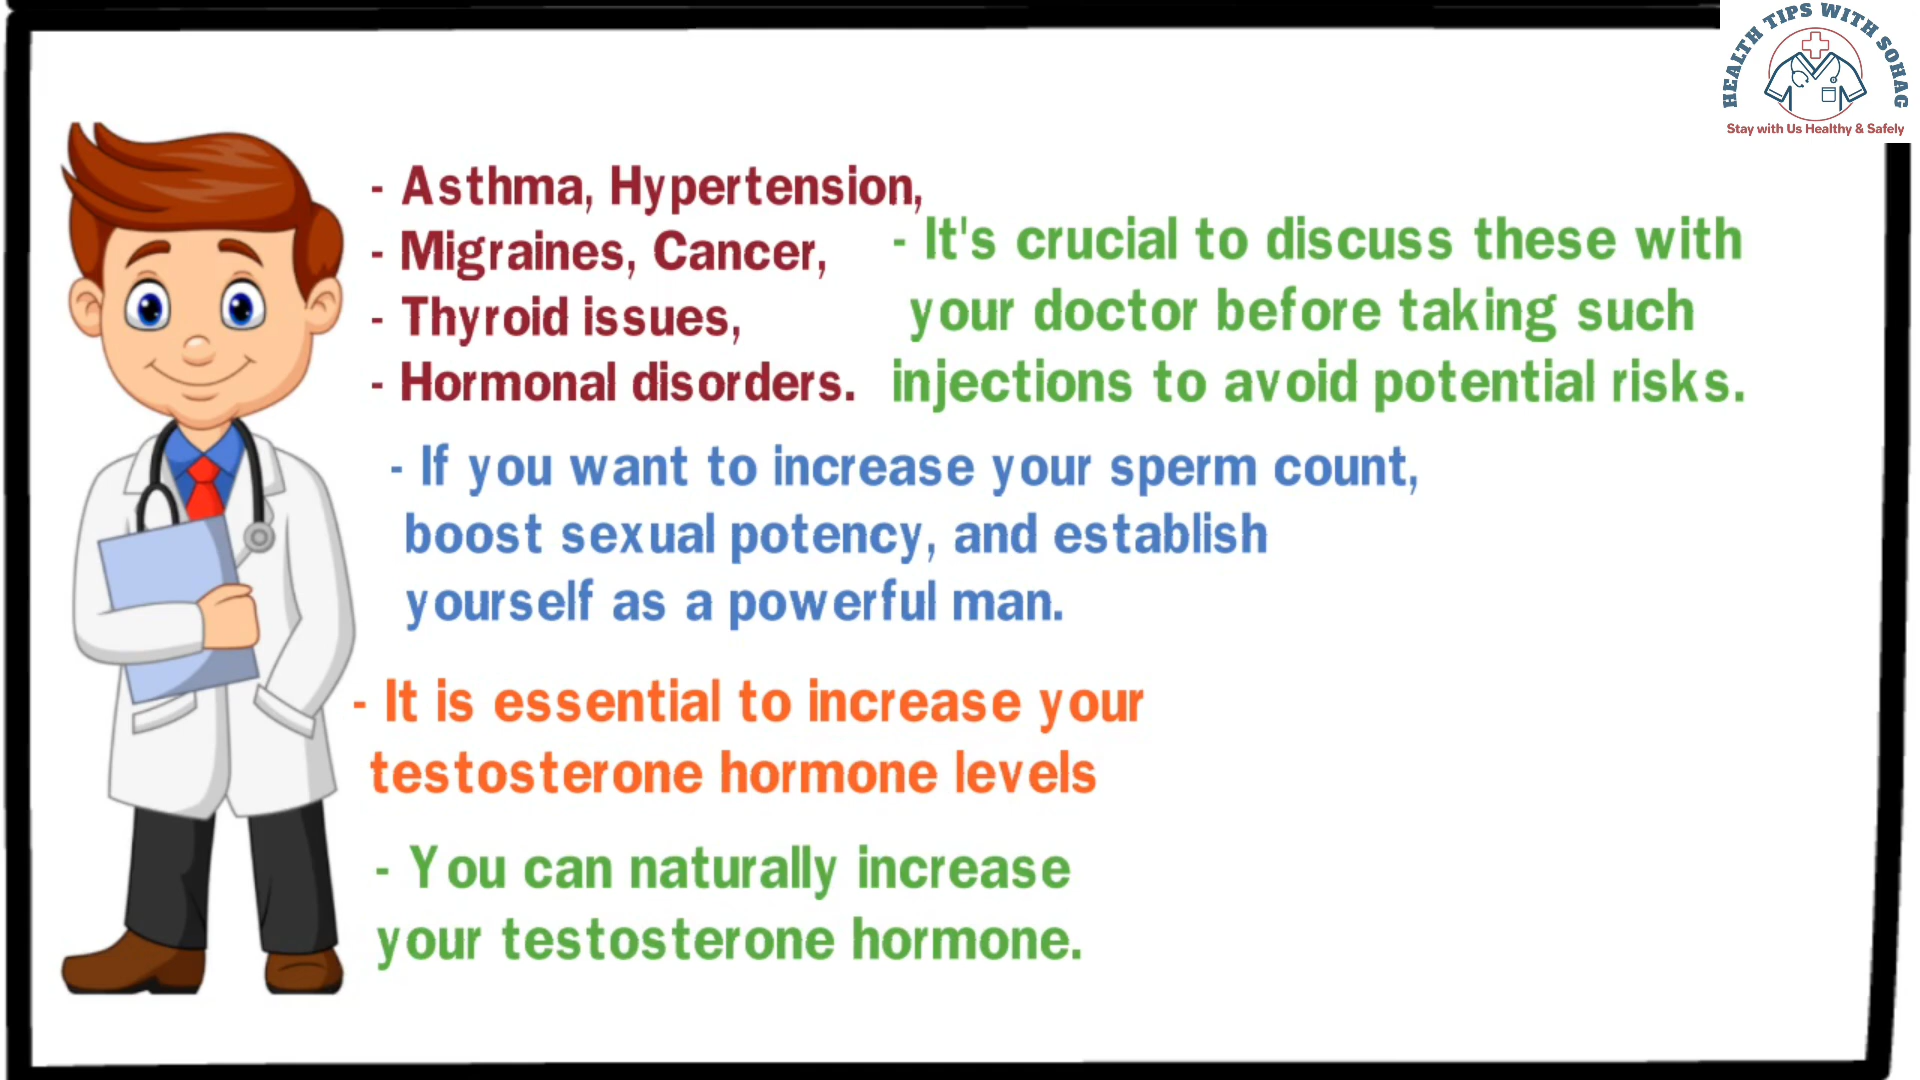 HEALTH TIPS WITH SOHAG
Stay with Us Healthy & Safely
- Asthma, Hypertension,
- Migraines, Cancer,
- Thyroid issues,
- Hormonal disorders.
- It's crucial to discuss these with
your doctor before taking such
injections to avoid potential risks.
- If you want to increase your sperm count,
boost sexual potency, and establish
yourself as a powerful man.
- It is essential to increase your
testosterone hormone levels
- You can naturally increase
your testosterone hormone.